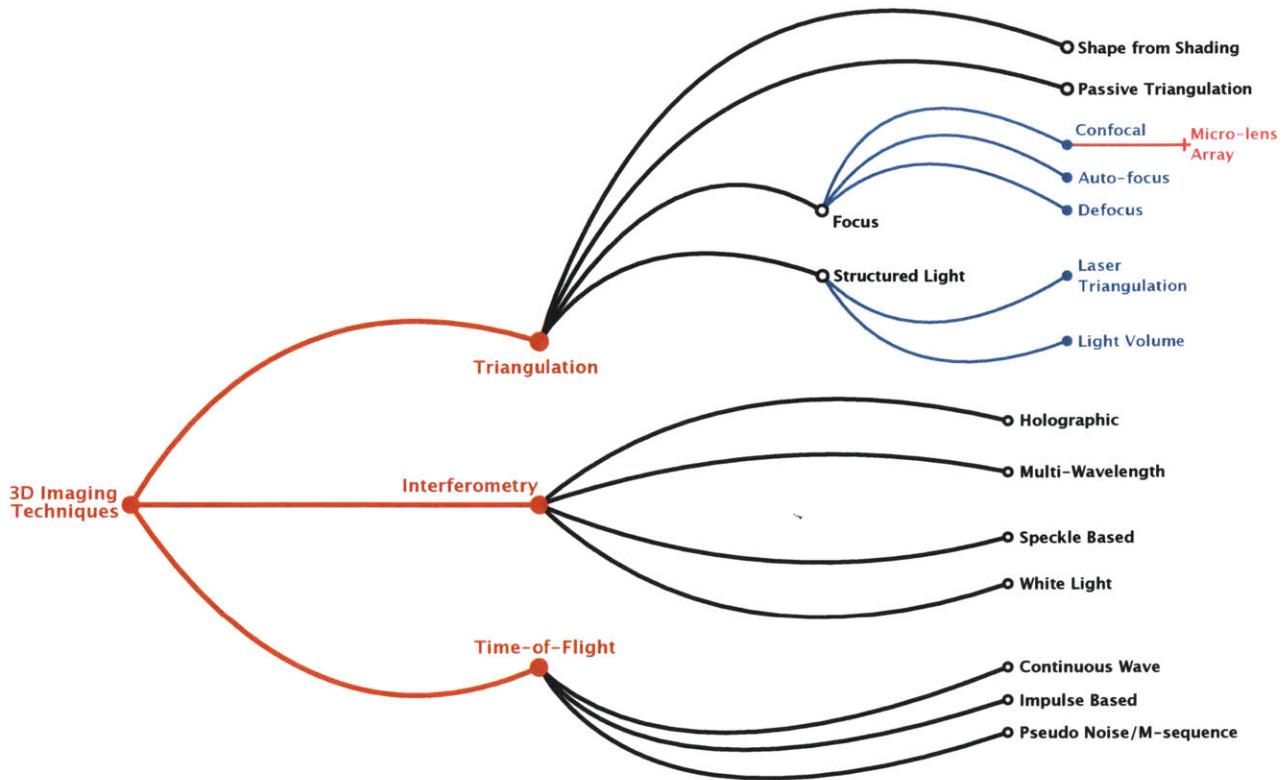 Shape from Shading
Passive Triangulation
Confocal
Micro-lens
Array
Auto-focus
Defocus
Focus
Structured Light
Laser
Triangulation
Light Volume
Triangulation
Holographic
Multi-Wavelength
Interferometry
3D Imaging
Techniques
Speckle Based
White Light
Time-of-Flight
Continuous Wave
Impulse Based
Pseudo Noise/M-sequence